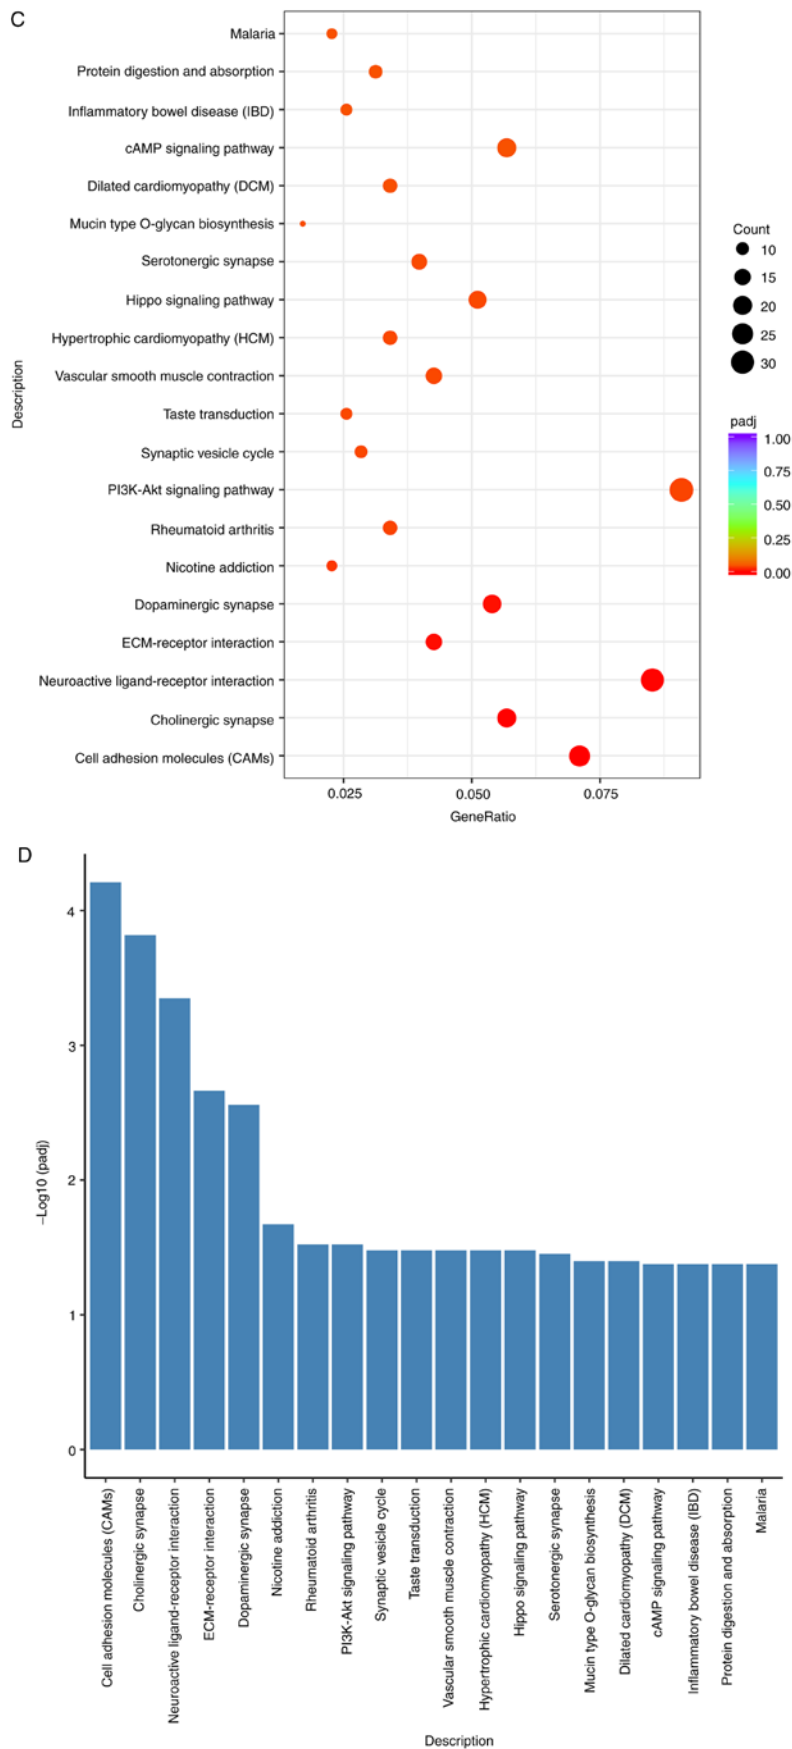 C
Malaria
Protein digestion and absorption
Inflammatory bowel disease (IBD)
cAMP signaling pathway
Dilated cardiomyopathy (DCM)
Mucin type O-glycan biosynthesis
Serotonergic synapse
Hippo signaling pathway
Hypertrophic cardiomyopathy (HCM)
Vascular smooth muscle contraction
Taste transduction
Synaptic vesicle cycle
PI3K-Akt signaling pathway
Rheumatoid arthritis
Nicotine addiction
Dopaminergic synapse
ECM-receptor interaction
Neuroactive ligand-receptor interaction
Cholinergic synapse
Cell adhesion molecules (CAMs)
Description
0.025 0.050 0.075
GeneRatio
Count
10
15
20
25
30
padj
1.00
0.75
0.50
0.25
0.00
D
4
3
2
1
0
−Log10 (padj)
Cell adhesion molecules (CAMs)
Cholinergic synapse
Neuroactive ligand-receptor interaction
ECM-receptor interaction
Dopaminergic synapse
Nicotine addiction
Rheumatoid arthritis
PI3K-Akt signaling pathway
Synaptic vesicle cycle
Taste transduction
Vascular smooth muscle contraction
Hypertrophic cardiomyopathy (HCM)
Hippo signaling pathway
Serotonergic synapse
Mucin type O-glycan biosynthesis
Dilated cardiomyopathy (DCM)
cAMP signaling pathway
Inflammatory bowel disease (IBD)
Protein digestion and absorption
Malaria
Description